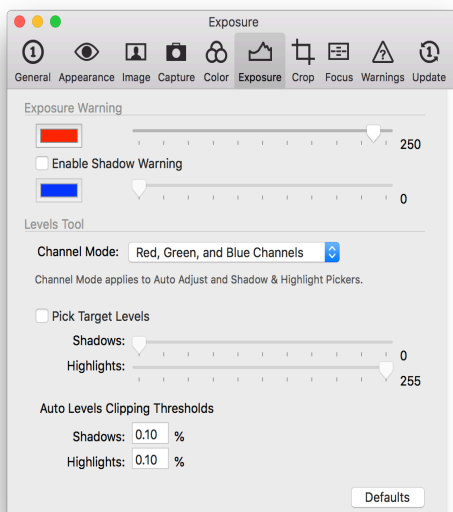 Exposure
General Appearance Image Capture Color Exposure Crop Focus Warnings Update
Exposure Warning
250
Enable Shadow Warning
0
Levels Tool
Channel Mode: Red, Green, and Blue Channels
Channel Mode applies to Auto Adjust and Shadow & Highlight Pickers.
Pick Target Levels
Shadows: 0
Highlights: 255
Auto Levels Clipping Thresholds
Shadows: 0.10 %
Highlights: 0.10 %
Defaults